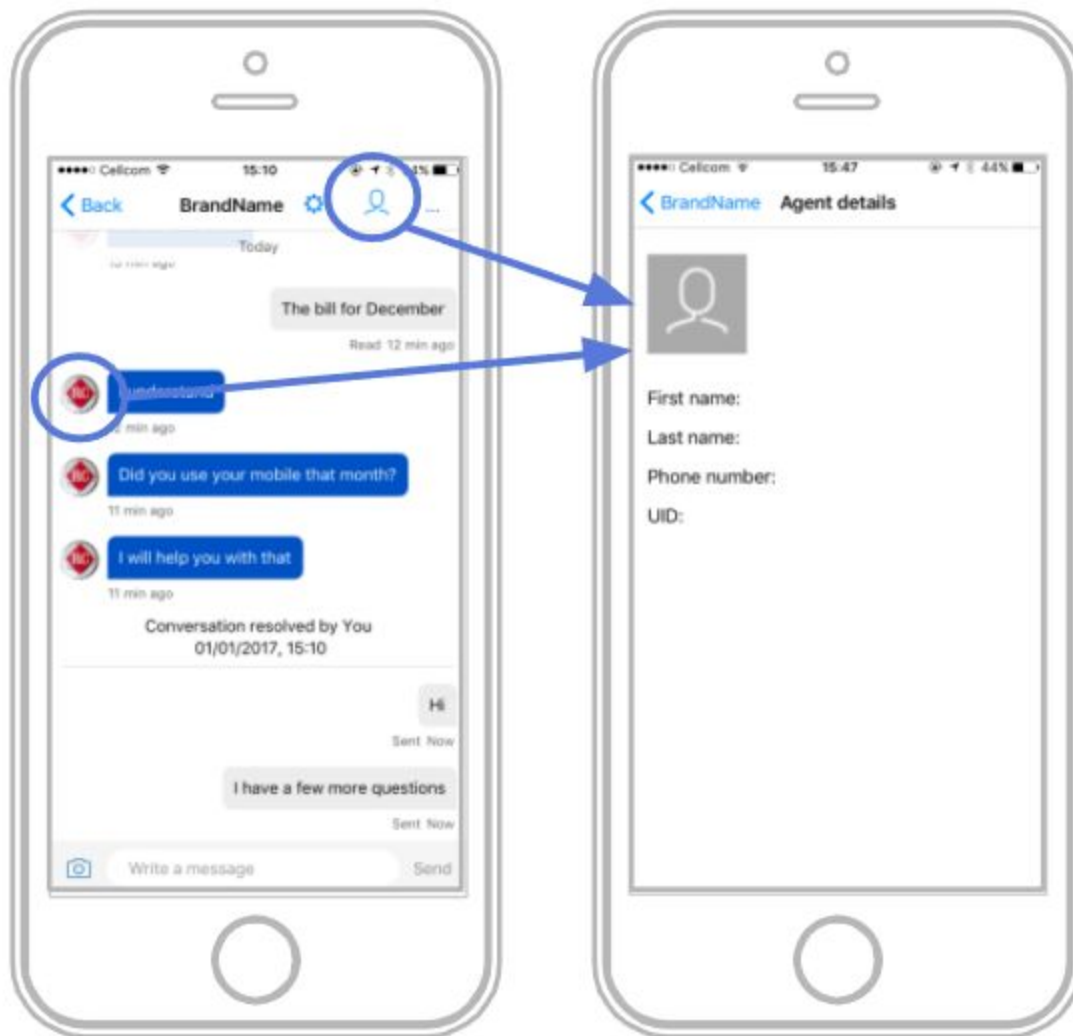 Cellcom 15:10 4%
Back BrandName ...
Today
The bill for December
Read 12 min ago
I understand
min ago
Did you use your mobile that month?
11 min ago
I will help you with that
11 min ago
Conversation resolved by You
01/01/2017, 15:10
Hi
Sent Now
I have a few more questions
Sent Now
Write a message Send
Cellcom 15:47 44%
BrandName Agent details
First name:
Last name:
Phone number:
UID: